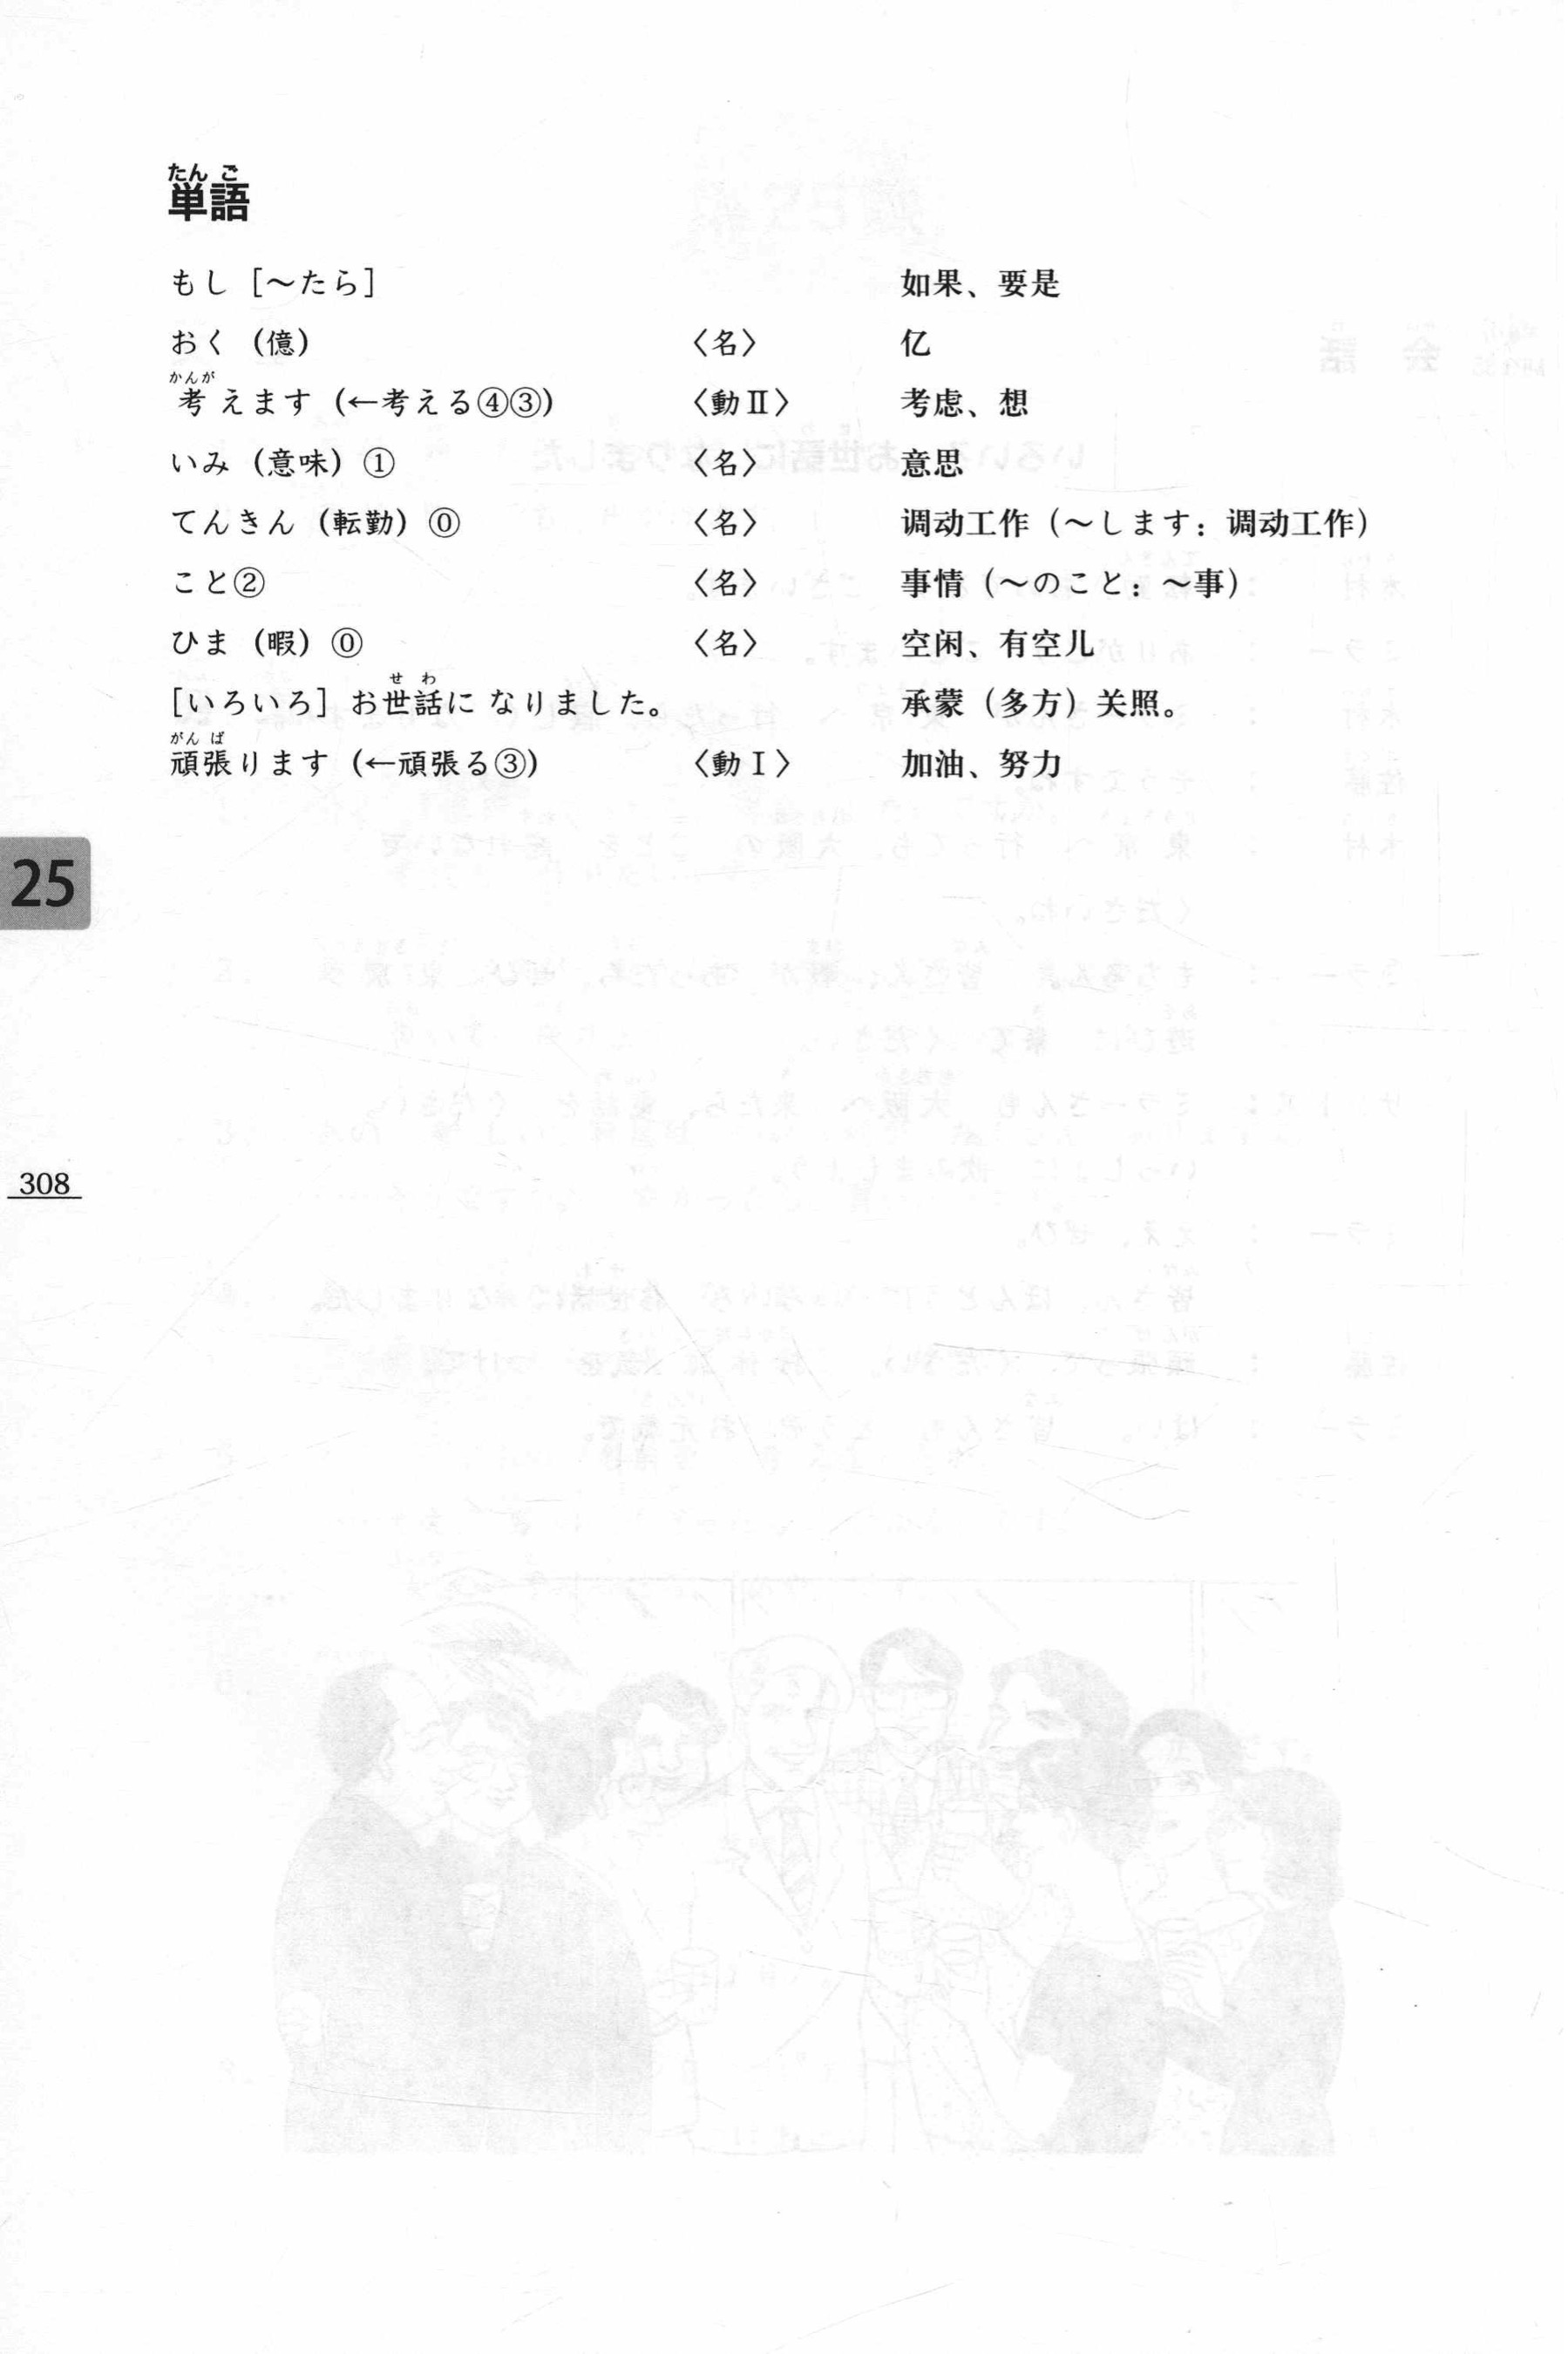 たんご
単語
もし［～たら］ 如果、要是
おく（億） 〈名〉 亿
かんが
考えます（←考える④③） 〈動Ⅱ〉 考虑、想
いみ（意味）① 〈名〉 意思
てんきん（転勤）⓪ 〈名〉 调动工作（～します：调动工作）
こと② 〈名〉 事情（～のこと：～事）
ひま（暇）⓪ 〈名〉 空闲、有空儿
せわ
［いろいろ］お世話に なりました。 承蒙（多方）关照。
がんば
頑張ります（←頑張る③） 〈動Ⅰ〉 加油、努力
25
308